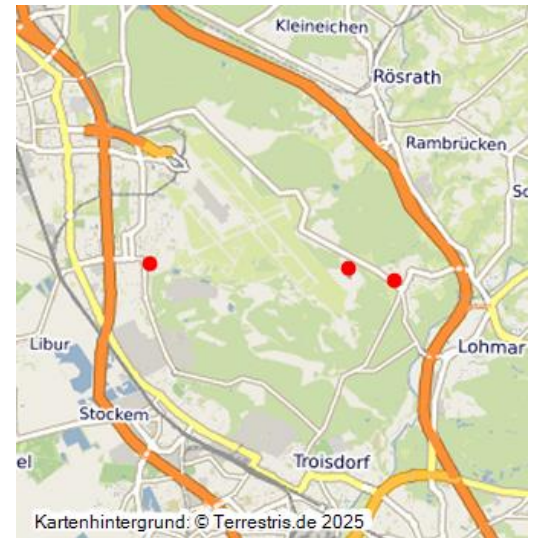 Kleineichen
Rösrath
Rambrücken
Libur
Lohmar
Stockem
el
Troisdorf
Kartenhintergrund: © Terrestris.de 2025